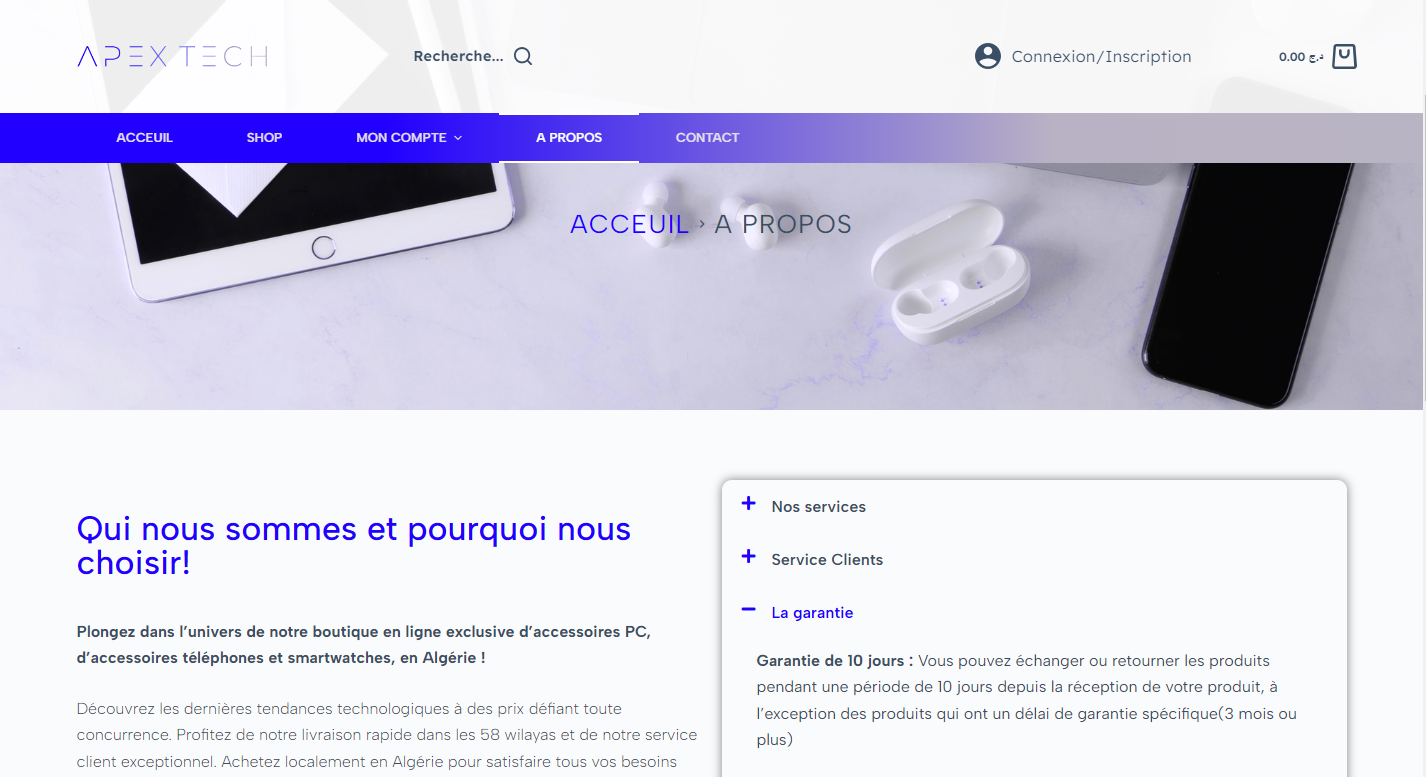 APEX TECH
Recherche...
Connexion/Inscription
0.00 د.ج
ACCEUIL
SHOP
MON COMPTE
A PROPOS
CONTACT
ACCEUIL › A PROPOS
Qui nous sommes et pourquoi nous
choisir!
Plongez dans l’univers de notre boutique en ligne exclusive d’accessoires PC,
d’accessoires téléphones et smartwatches, en Algérie !
Découvrez les dernières tendances technologiques à des prix défiant toute
concurrence. Profitez de notre livraison rapide dans les 58 wilayas et de notre service
client exceptionnel. Achetez localement en Algérie pour satisfaire tous vos besoins
Nos services
Service Clients
La garantie
Garantie de 10 jours : Vous pouvez échanger ou retourner les produits
pendant une période de 10 jours depuis la réception de votre produit, à
l’exception des produits qui ont un délai de garantie spécifique(3 mois ou
plus)